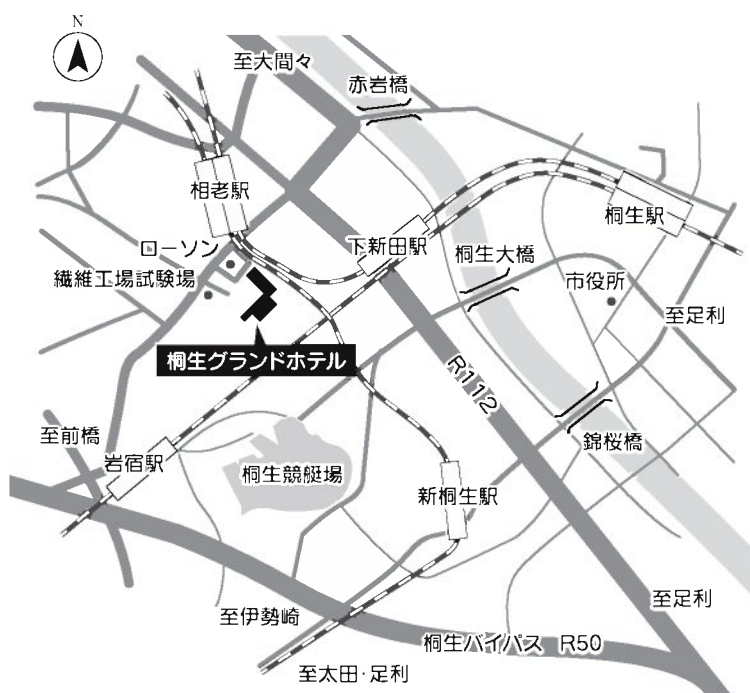 N
至大間々
赤岩橋
相老駅
桐生駅
ローソン
下新田駅
桐生大橋
繊維工場試験場
市役所
至足利
桐生グランドホテル
R112
至前橋
岩宿駅
桐生競艇場
錦桜橋
新桐生駅
至足利
至伊勢崎
桐生バイパス R50
至太田・足利